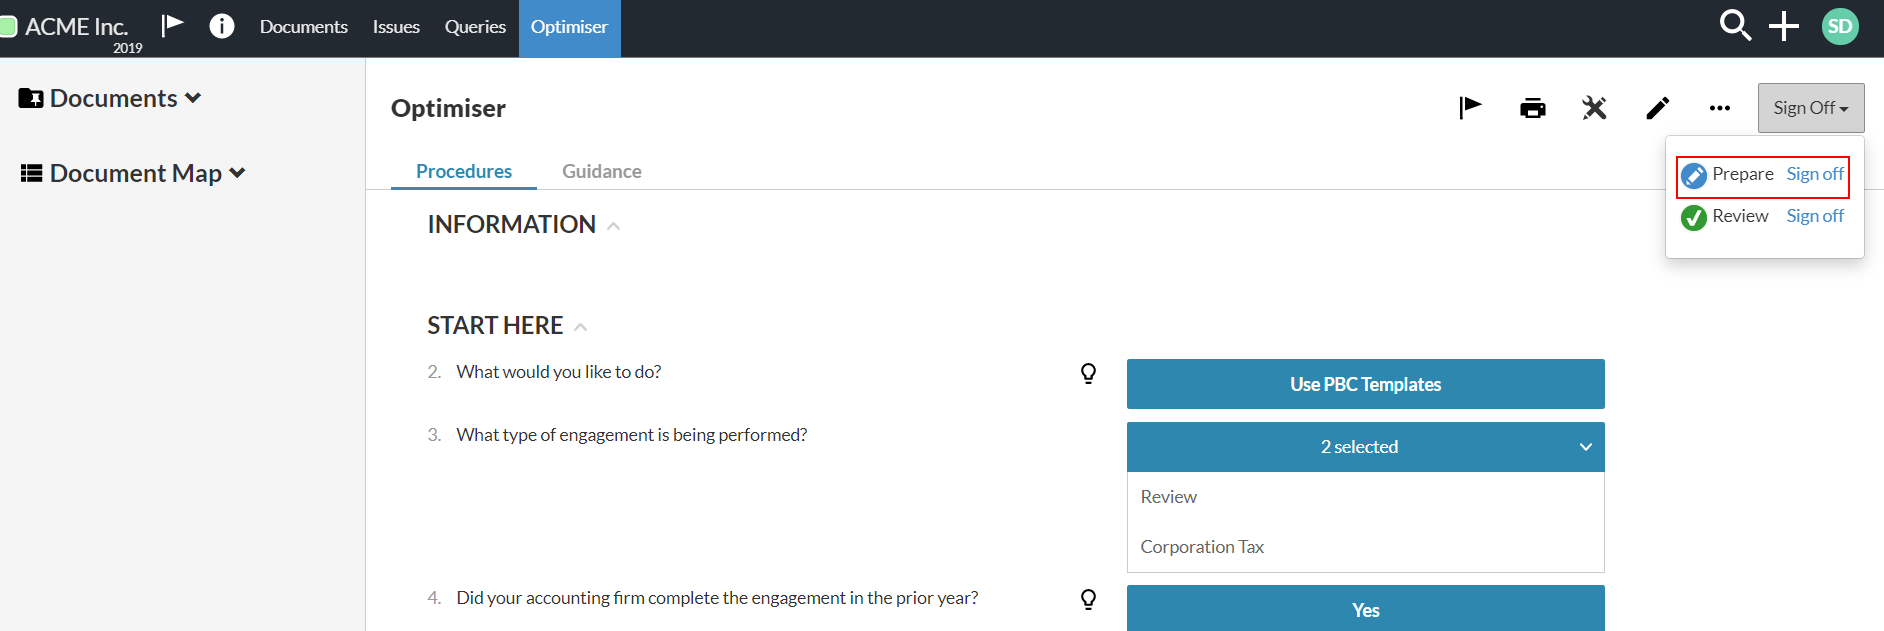 ACME Inc.
2019
Documents Issues Queries Optimiser
SD
Documents
Document Map
Optimiser
Sign Off
Prepare Sign off
Review Sign off
Procedures Guidance
INFORMATION
START HERE
2. What would you like to do?
Use PBC Templates
3. What type of engagement is being performed?
2 selected
Review
Corporation Tax
4. Did your accounting firm complete the engagement in the prior year?
Yes